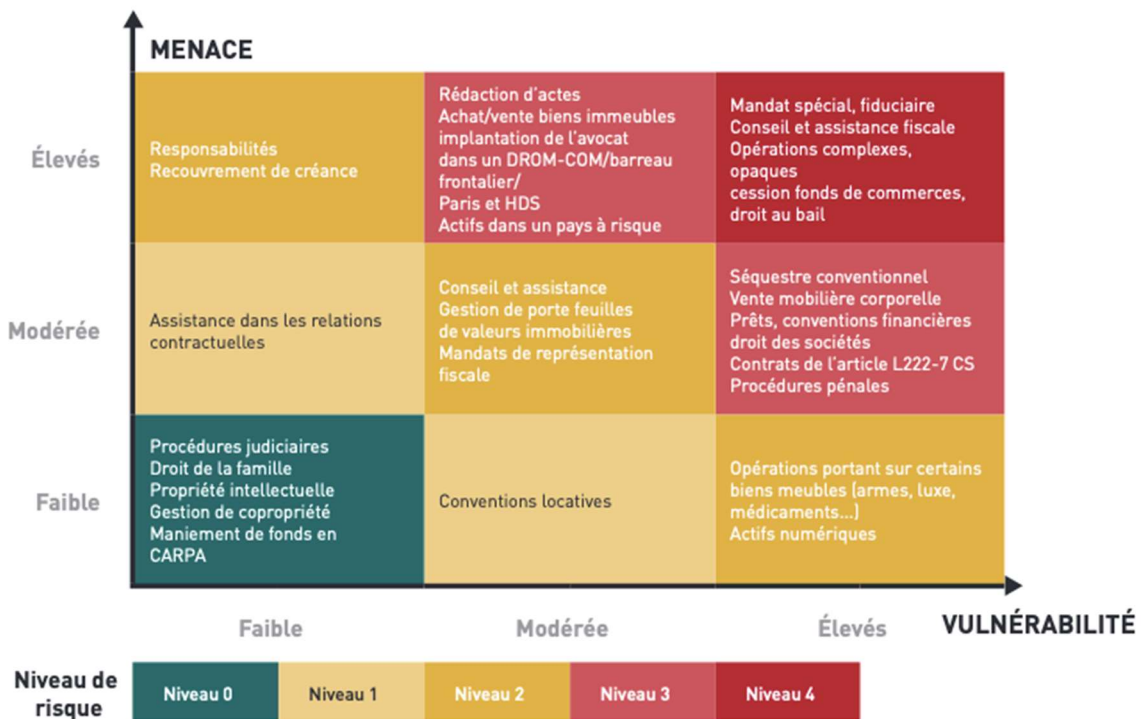 MENACE
Élevés
Responsabilités
Recouvrement de créance
Rédaction d'actes
Achat/vente biens immeubles
implantation de l'avocat
dans un DROM-COM/barreau
frontalier/
Paris et HDS
Actifs dans un pays à risque
Mandat spécial, fiduciaire
Conseil et assistance fiscale
Opérations complexes,
opaques
cession fonds de commerces,
droit au bail
Modérée
Assistance dans les relations
contractuelles
Conseil et assistance
Gestion de porte feuilles
de valeurs immobilières
Mandats de représentation
fiscale
Séquestre conventionnel
Vente mobilière corporelle
Prêts, conventions financières
droit des sociétés
Contrats de l'article L222-7 CS
Procédures pénales
Faible
Procédures judiciaires
Droit de la famille
Propriété intellectuelle
Gestion de copropriété
Maniement de fonds en
CARPA
Conventions locatives
Opérations portant sur certains
biens meubles (armes, luxe,
médicaments...)
Actifs numériques
Faible
Modérée
Élevés
VULNÉRABILITÉ
Niveau de
risque
Niveau 0
Niveau 1
Niveau 2
Niveau 3
Niveau 4